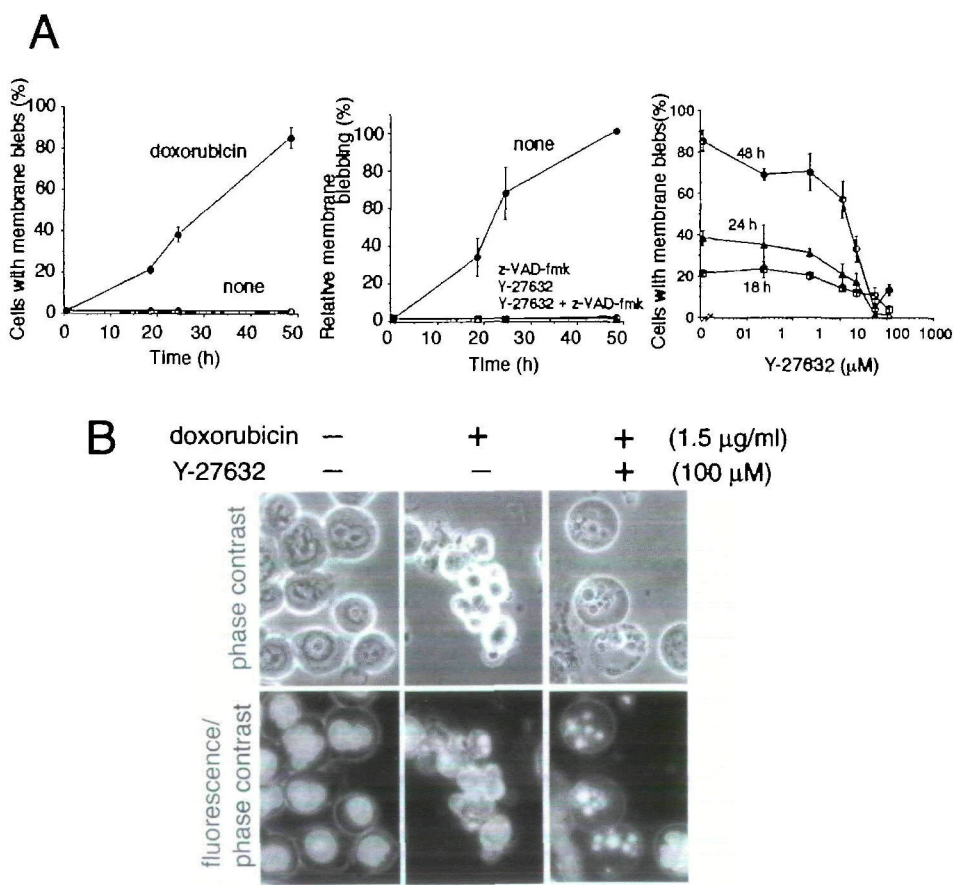 A
Cells with membrane blebs (%)
100
80
60
40
20
0
doxorubicin
none
0 10 20 30 40 50
Time (h)
Relative membrane
blebbing (%)
100
80
60
40
20
0
none
z-VAD-fmk
Y-27632
Y-27632 + z-VAD-fmk
0 10 20 30 40 50
Time (h)
Cells with membrane blebs(%)
100
80
60
40
20
0
48 h
24 h
18 h
0 01 1 1 10 100 1000
Y-27632 (μM)
B
doxorubicin − + + (1.5 μg/ml)
Y-27632 − − + (100 μM)
phase contrast
fluorescence/
phase contrast